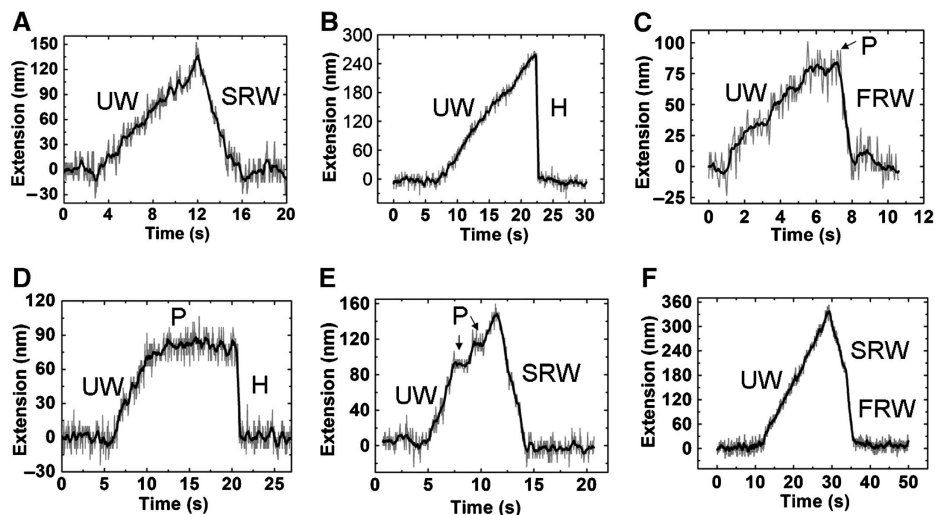 A
Extension (nm)
150
120
90
60
30
0
–30
UW
SRW
0 4 8 12 16 20
Time (s)
B
Extension (nm)
300
240
180
120
60
0
UW
H
0 5 10 15 20 25 30
Time (s)
C
Extension (nm)
100
75
50
25
0
–25
P
UW
FRW
0 2 4 6 8 10 12
Time (s)
D
Extension (nm)
120
90
60
30
0
–30
P
UW
H
0 5 10 15 20 25
Time (s)
E
Extension (nm)
160
120
80
40
0
P
UW
SRW
0 5 10 15 20
Time (s)
F
Extension (nm)
360
300
240
180
120
60
0
UW
SRW
FRW
0 10 20 30 40 50
Time (s)